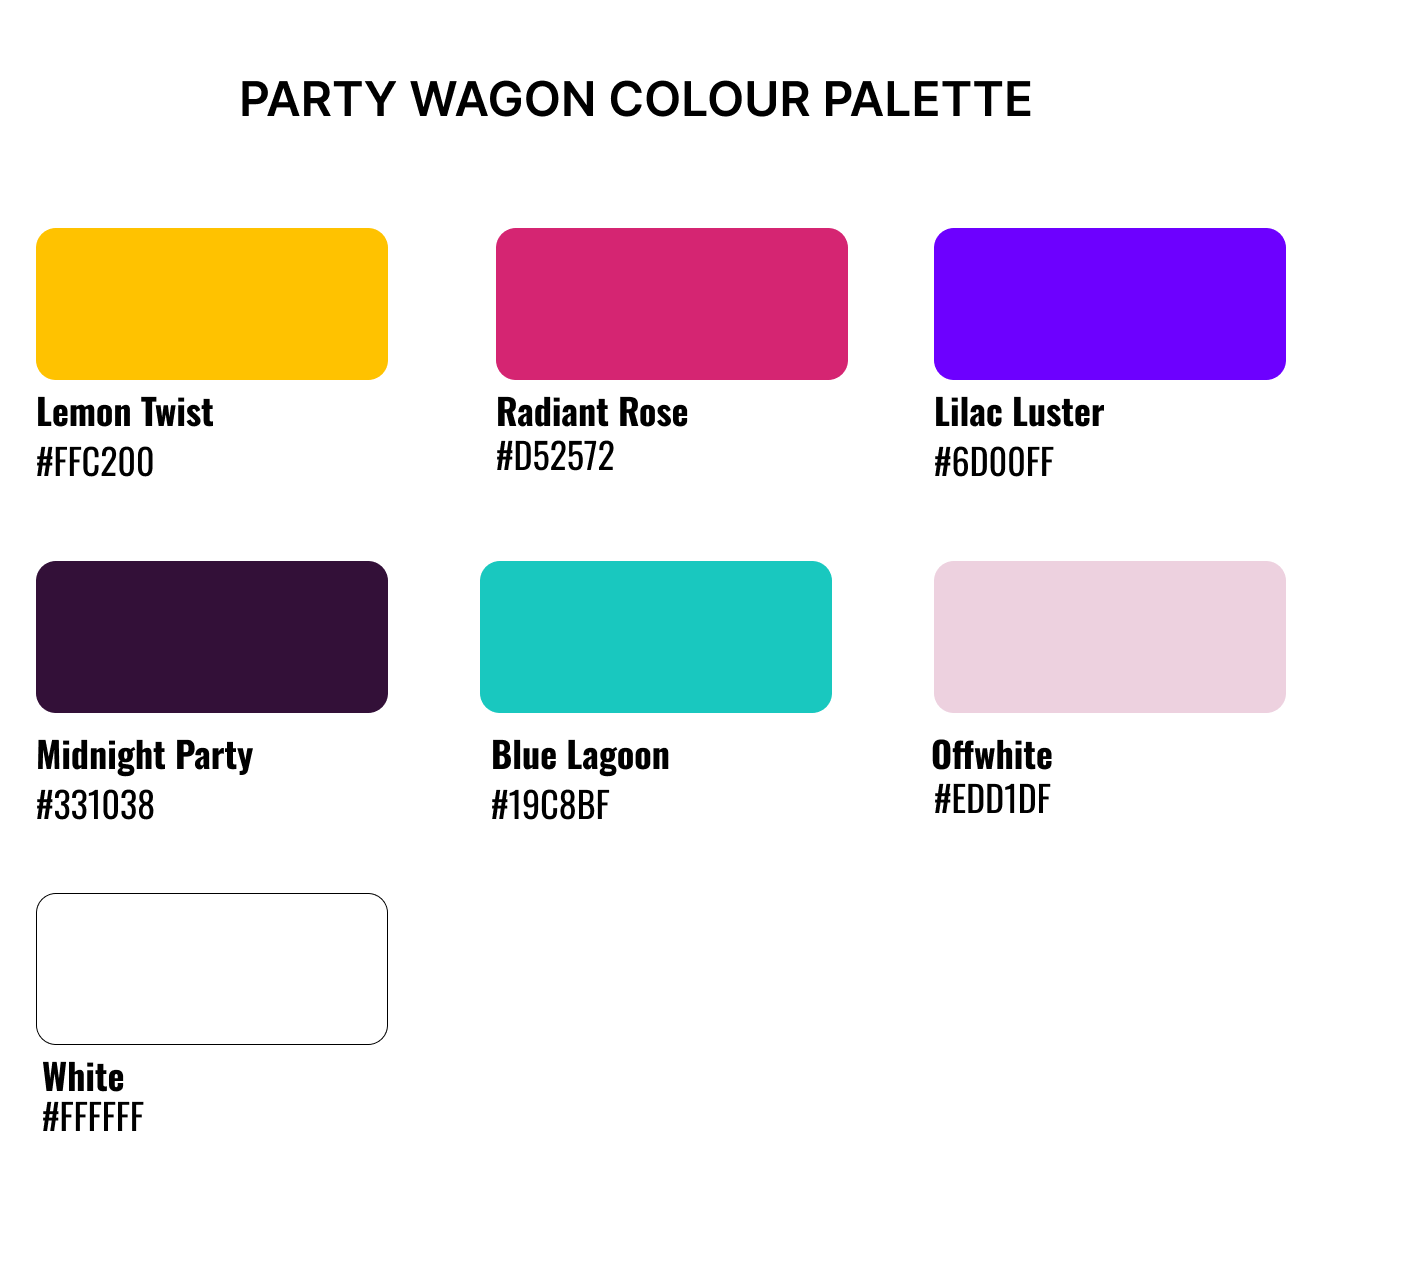 PARTY WAGON COLOUR PALETTE
Lemon Twist
#FFC200
Radiant Rose
#D52572
Lilac Luster
#6D00FF
Midnight Party
#331038
Blue Lagoon
#19C8BF
Offwhite
#EDD1DF
White
#FFFFFF